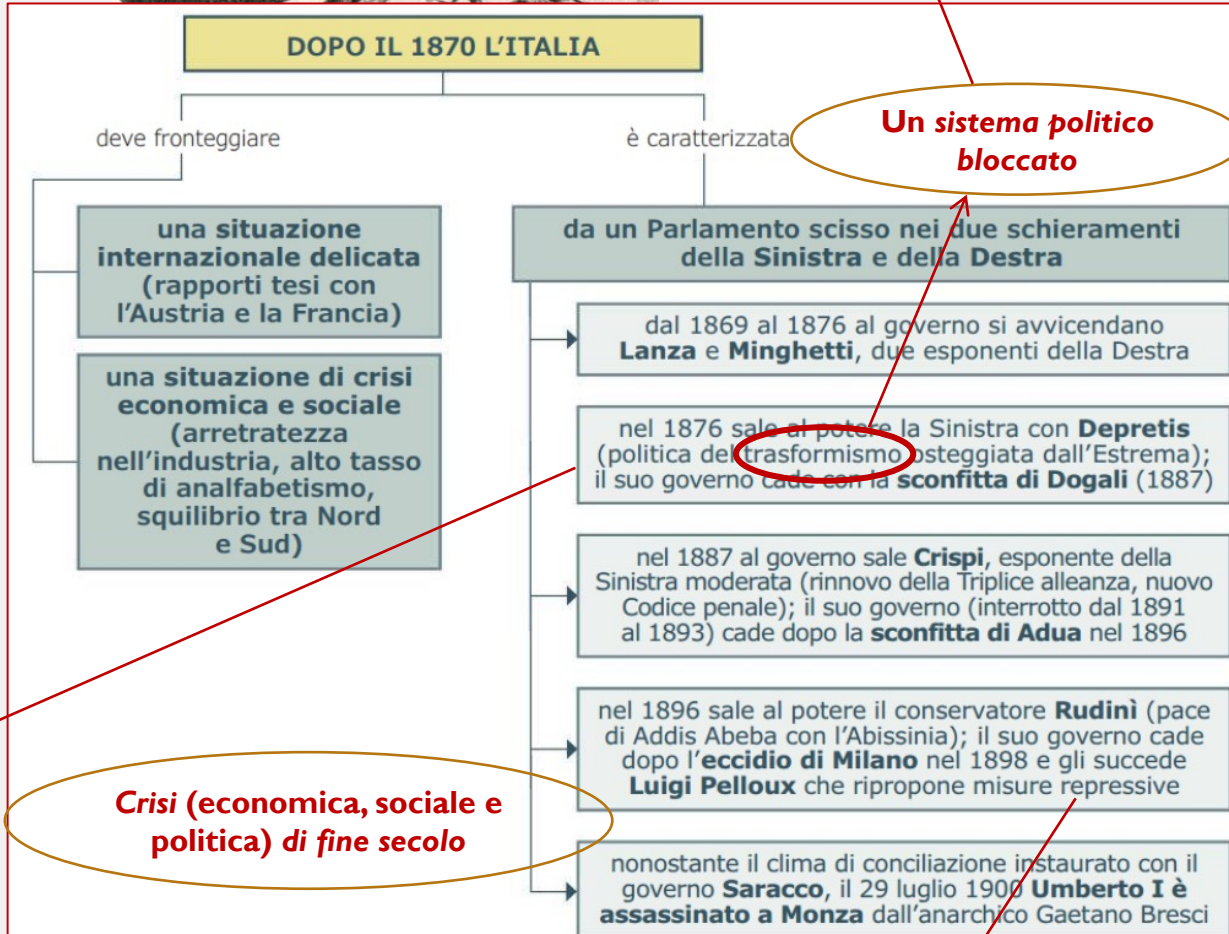 DOPO IL 1870 L'ITALIA
deve fronteggiare
è caratterizzata
Un sistema politico
bloccato
una situazione
internazionale delicata
(rapporti tesi con
l'Austria e la Francia)
una situazione di crisi
economica e sociale
(arretratezza
nell'industria, alto tasso
di analfabetismo,
squilibrio tra Nord
e Sud)
da un Parlamento scisso nei due schieramenti
della Sinistra e della Destra
dal 1869 al 1876 al governo si avvicendano
Lanza e Minghetti, due esponenti della Destra
nel 1876 sale al potere la Sinistra con Depretis
(politica del trasformismo osteggiata dall'Estrema);
il suo governo cade con la sconfitta di Dogali (1887)
nel 1887 al governo sale Crispi, esponente della
Sinistra moderata (rinnovo della Triplice alleanza, nuovo
Codice penale); il suo governo (interrotto dal 1891
al 1893) cade dopo la sconfitta di Adua nel 1896
nel 1896 sale al potere il conservatore Rudinì (pace
di Addis Abeba con l'Abissinia); il suo governo cade
dopo l'eccidio di Milano nel 1898 e gli succede
Luigi Pelloux che ripropone misure repressive
nonostante il clima di conciliazione instaurato con il
governo Saracco, il 29 luglio 1900 Umberto I è
assassinato a Monza dall'anarchico Gaetano Bresci
Crisi (economica, sociale e
politica) di fine secolo